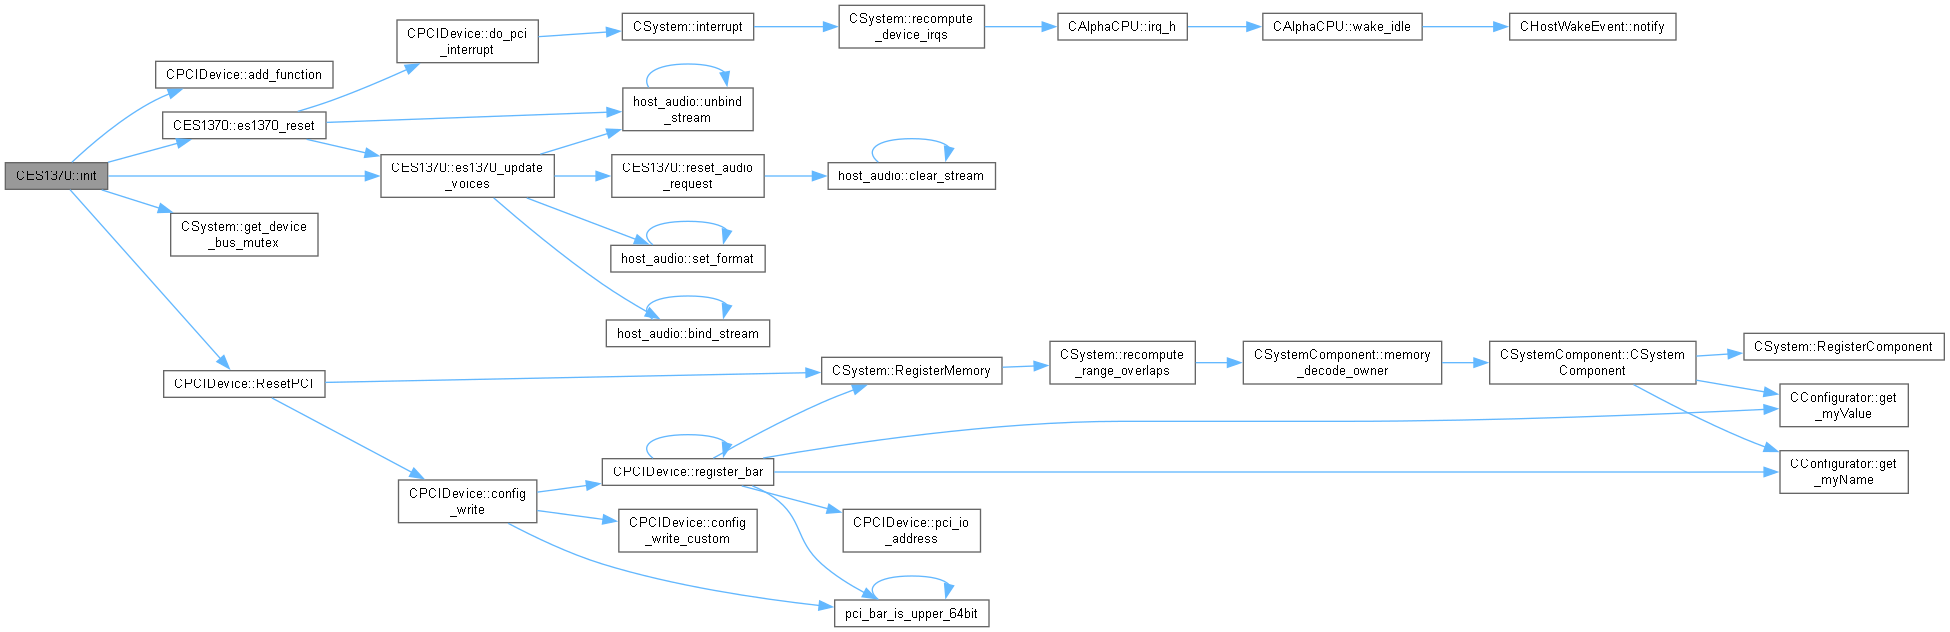 CES1370::init
CPCIDevice::add_function
CES1370::es1370_reset
CSystem::get_device
_bus_mutex
CPCIDevice::ResetPCI
CPCIDevice::do_pci
_interrupt
CES1370::es1370_update
_voices
CPCIDevice::config
_write
CSystem::interrupt
host_audio::unbind
_stream
CES1370::reset_audio
_request
host_audio::set_format
host_audio::bind_stream
CPCIDevice::register_bar
CPCIDevice::config
_write_custom
CSystem::recompute
_device_irqs
host_audio::clear_stream
CSystem::RegisterMemory
CPCIDevice::pci_io
_address
pci_bar_is_upper_64bit
CAlphaCPU::irq_h
CSystem::recompute
_range_overlaps
CAlphaCPU::wake_idle
CSystemComponent::memory
_decode_owner
CHostWakeEvent::notify
CSystemComponent::CSystem
Component
CSystem::RegisterComponent
CConfigurator::get
_myValue
CConfigurator::get
_myName